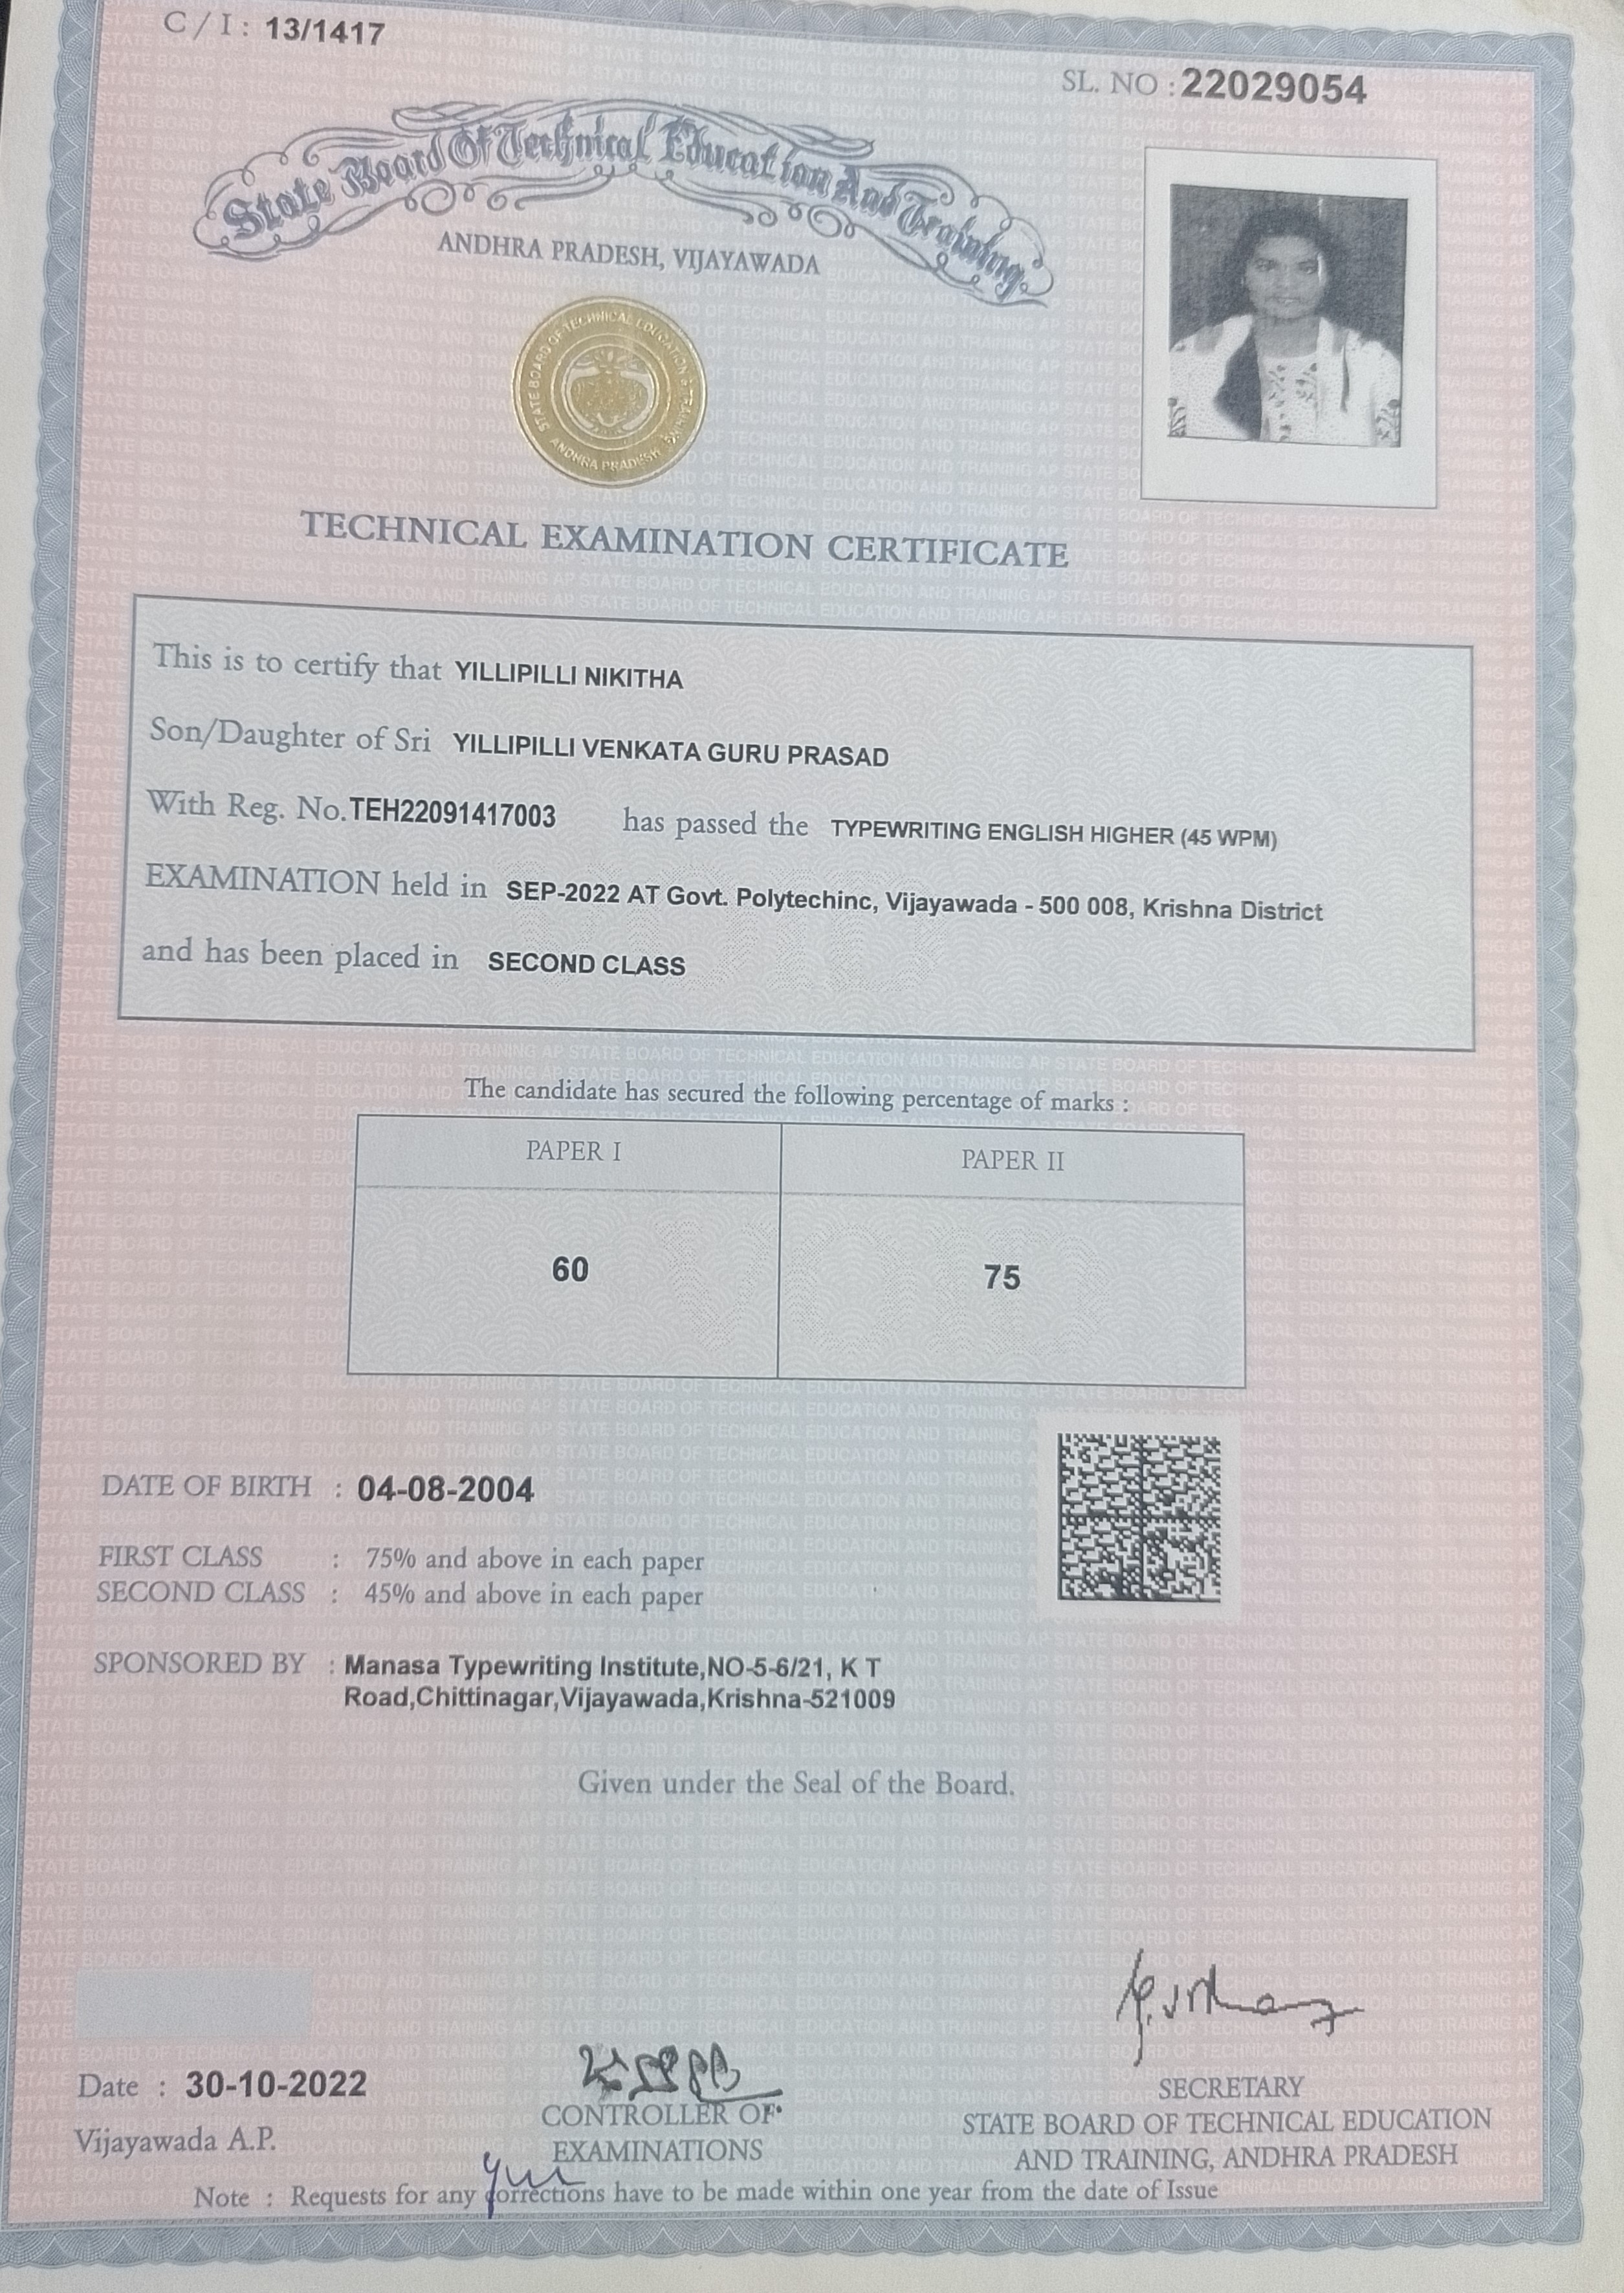 C / I : 13/1417
SL. NO : 22029054
State Board Of Technical Education And Training
ANDHRA PRADESH, VIJAYAWADA
STATE BOARD OF TECHNICAL EDUCATION & TRAINING
ANDHRA PRADESH
TECHNICAL EXAMINATION CERTIFICATE
This is to certify that YILLIPILLI NIKITHA
Son/Daughter of Sri YILLIPILLI VENKATA GURU PRASAD
With Reg. No. TEH22091417003 has passed the TYPEWRITING ENGLISH HIGHER (45 WPM)
EXAMINATION held in SEP-2022 AT Govt. Polytechinc, Vijayawada - 500 008, Krishna District
and has been placed in SECOND CLASS
The candidate has secured the following percentage of marks :
PAPER I PAPER II
60 75
DATE OF BIRTH : 04-08-2004
FIRST CLASS : 75% and above in each paper
SECOND CLASS : 45% and above in each paper
SPONSORED BY : Manasa Typewriting Institute,NO-5-6/21, K T
Road,Chittinagar,Vijayawada,Krishna-521009
Given under the Seal of the Board.
Date : 30-10-2022
Vijayawada A.P.
CONTROLLER OF
EXAMINATIONS
SECRETARY
STATE BOARD OF TECHNICAL EDUCATION
AND TRAINING, ANDHRA PRADESH
Note : Requests for any corrections have to be made within one year from the date of Issue